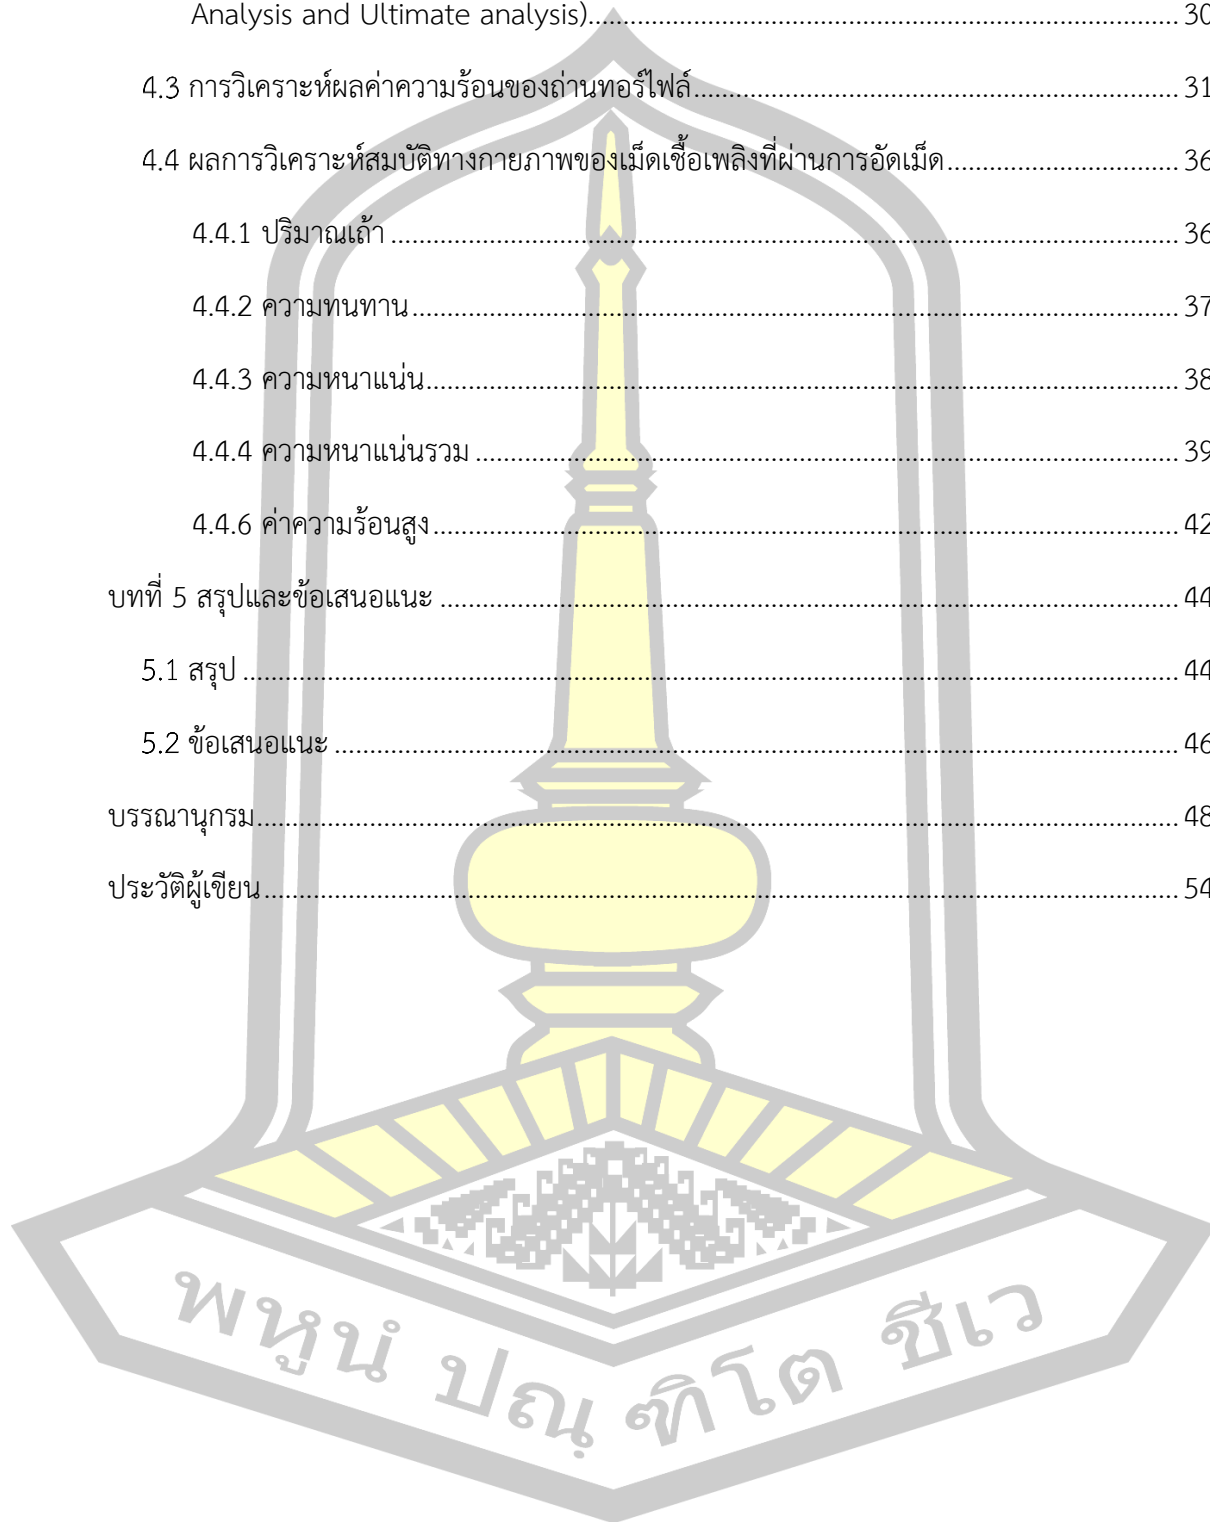 Analysis and Ultimate analysis)........................................................................ 30
4.3 การวิเคราะห์ผลค่าความร้อนของถ่านทอร์ไฟล์........................................................................ 31
4.4 ผลการวิเคราะห์สมบัติทางกายภาพของเม็ดเชื้อเพลิงที่ผ่านการอัดเม็ด................................... 36
4.4.1 ปริมาณเถ้า........................................................................ 36
4.4.2 ความทนทาน........................................................................ 37
4.4.3 ความหนาแน่น........................................................................ 38
4.4.4 ความหนาแน่นรวม........................................................................ 39
4.4.6 ค่าความร้อนสูง........................................................................ 42
บทที่ 5 สรุปและข้อเสนอแนะ........................................................................ 44
5.1 สรุป........................................................................ 44
5.2 ข้อเสนอแนะ........................................................................ 46
บรรณานุกรม........................................................................ 48
ประวัติผู้เขียน........................................................................ 54
พหูนํ ปณฺฑิโต ชีเว